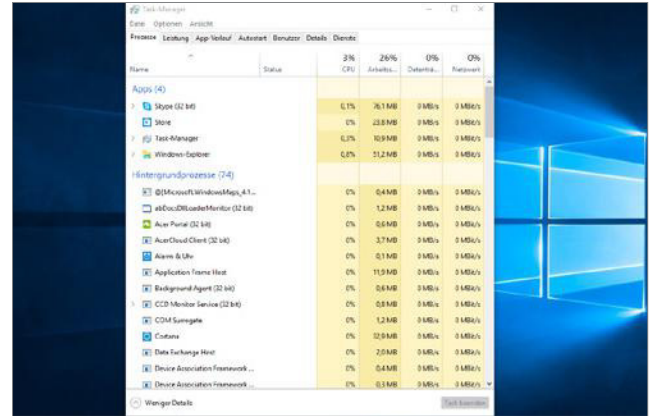 Task-Manager
Datei Optionen Ansicht
Prozesse Leistung App-Verlauf Autostart Benutzer Details Dienste
3% 26% 0% 0%
Name Status CPU Arbeits... Datenträ... Netzwerk
Apps (4)
Skype (32 bit) 0,1% 76,1 MB 0 MB/s 0 MBit/s
Store 0% 23,8 MB 0 MB/s 0 MBit/s
Task-Manager 0,3% 10,9 MB 0 MB/s 0 MBit/s
Windows-Explorer 0,8% 51,2 MB 0 MB/s 0 MBit/s
Hintergrundprozesse (74)
@{Microsoft.WindowsMaps_4.1... 0% 0,4 MB 0 MB/s 0 MBit/s
abDocsDllLoaderMonitor (32 bit) 0% 1,2 MB 0 MB/s 0 MBit/s
Acer Portal (32 bit) 0% 0,6 MB 0 MB/s 0 MBit/s
AcerCloud Client (32 bit) 0% 3,7 MB 0 MB/s 0 MBit/s
Alarm & Uhr 0% 0,1 MB 0 MB/s 0 MBit/s
Application Frame Host 0% 11,9 MB 0 MB/s 0 MBit/s
Background Agent (32 bit) 0% 0,6 MB 0 MB/s 0 MBit/s
CCD Monitor Service (32 bit) 0% 0,8 MB 0 MB/s 0 MBit/s
COM Surrogate 0% 1,2 MB 0 MB/s 0 MBit/s
Cortana 0% 32,9 MB 0 MB/s 0 MBit/s
Data Exchange Host 0% 2,0 MB 0 MB/s 0 MBit/s
Device Association Framework ... 0% 0,4 MB 0 MB/s 0 MBit/s
Device Association Framework ... 0% 0,3 MB 0 MB/s 0 MBit/s
Weniger Details Task beenden